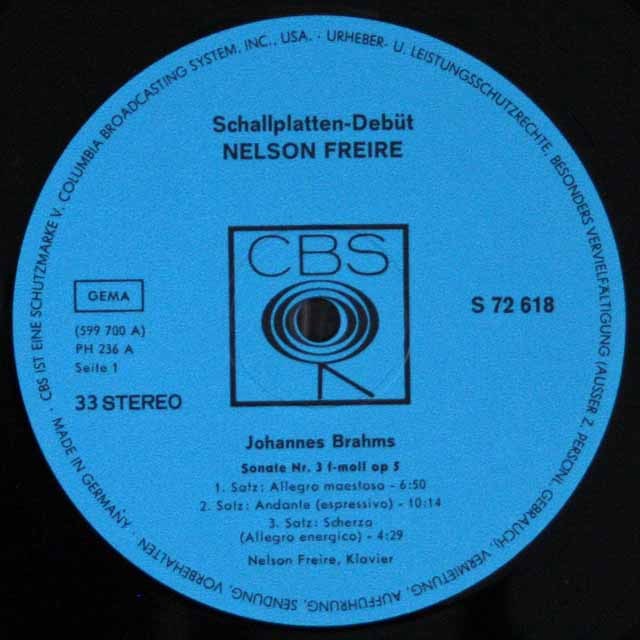 CBS IST EINE SCHUTZMARKE V. COLUMBIA BROADCASTING SYSTEM, INC., USA. · URHEBER- U. LEISTUNGSSCHUTZRECHTE, BESONDERS VERVIELFÄLTIGUNG (AUSSER Z. PERSÖNL. GEBRAUCH), VERMIETUNG, AUFFÜHRUNG, SENDUNG, VORBEHALTEN · MADE IN GERMANY ·
Schallplatten-Debüt
NELSON FREIRE
CBS
GEMA
S 72 618
(599 700 A)
PH 236 A
Seite 1
33 STEREO
Johannes Brahms
Sonate Nr. 3 f-moll op 5
1. Satz: Allegro maestoso - 6:50
2. Satz: Andante (espressivo) - 10:14
3. Satz: Scherzo
(Allegro energico) - 4:29
Nelson Freire, Klavier